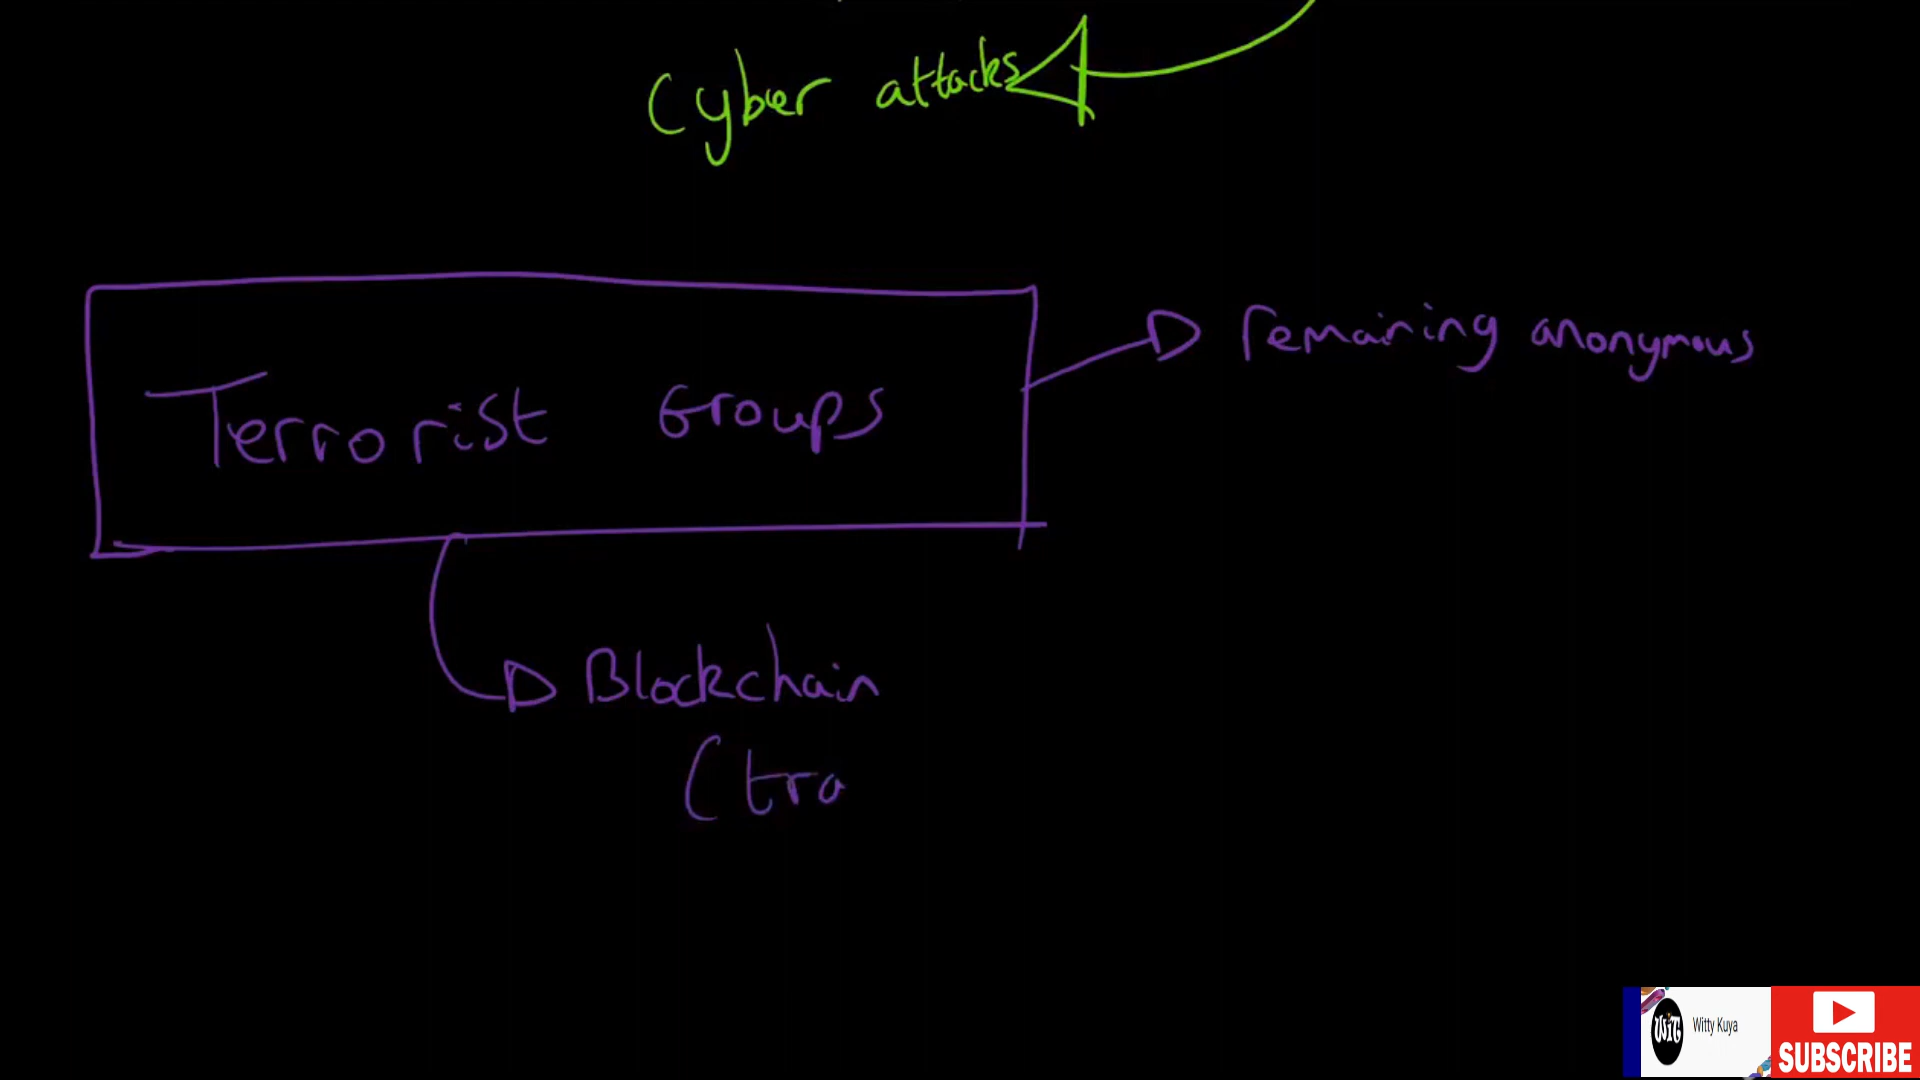 Cyber attacks
remaining anonymous
Terrorist Groups
Blockchain
(tra
Witty Kuya
SUBSCRIBE